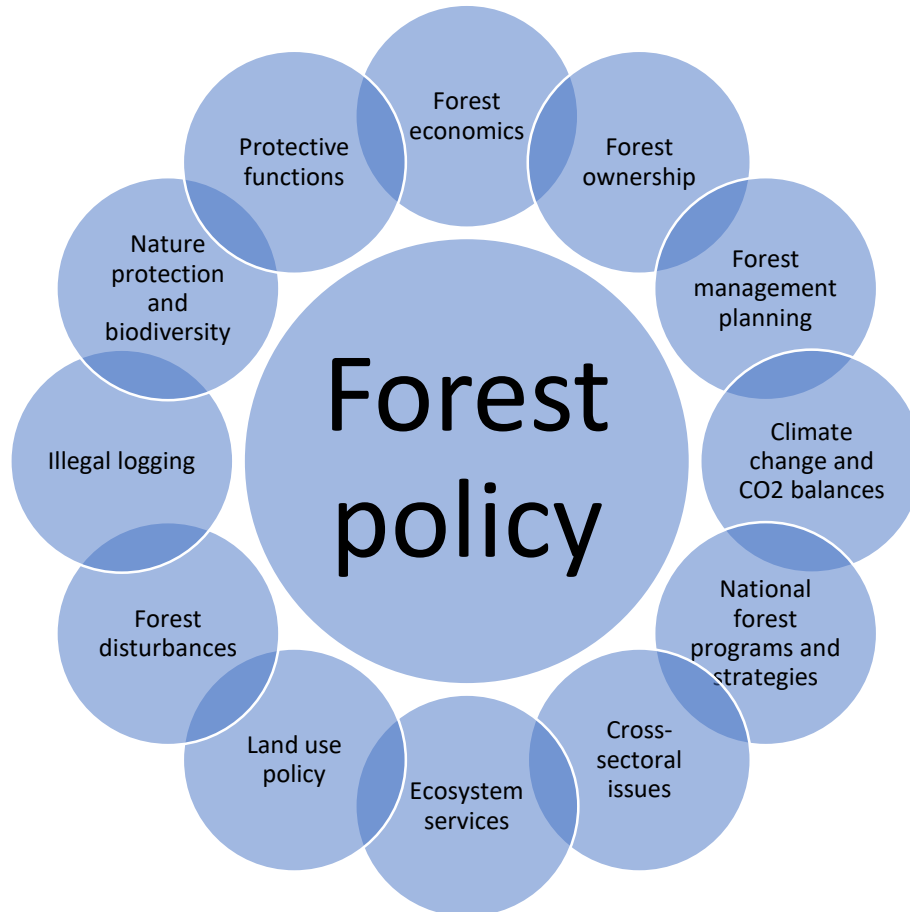 Forest
economics
Forest
ownership
Forest
management
planning
Climate
change and
CO2 balances
National
forest
programs and
strategies
Cross-
sectoral
issues
Ecosystem
services
Land use
policy
Forest
disturbances
Illegal logging
Nature
protection
and
biodiversity
Protective
functions
Forest
policy